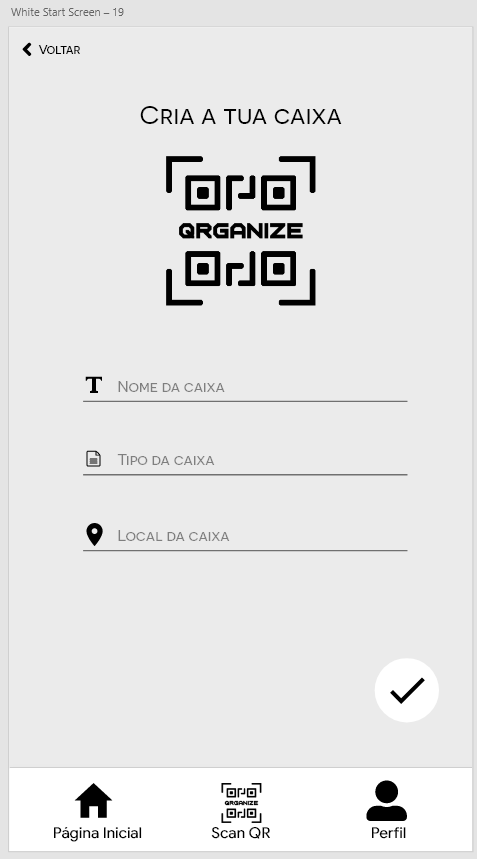 White Start Screen – 19
Voltar
Cria a tua caixa
QRGANIZE
Nome da caixa
Tipo da caixa
Local da caixa
QRGANIZE
Página Inicial
Scan QR
Perfil